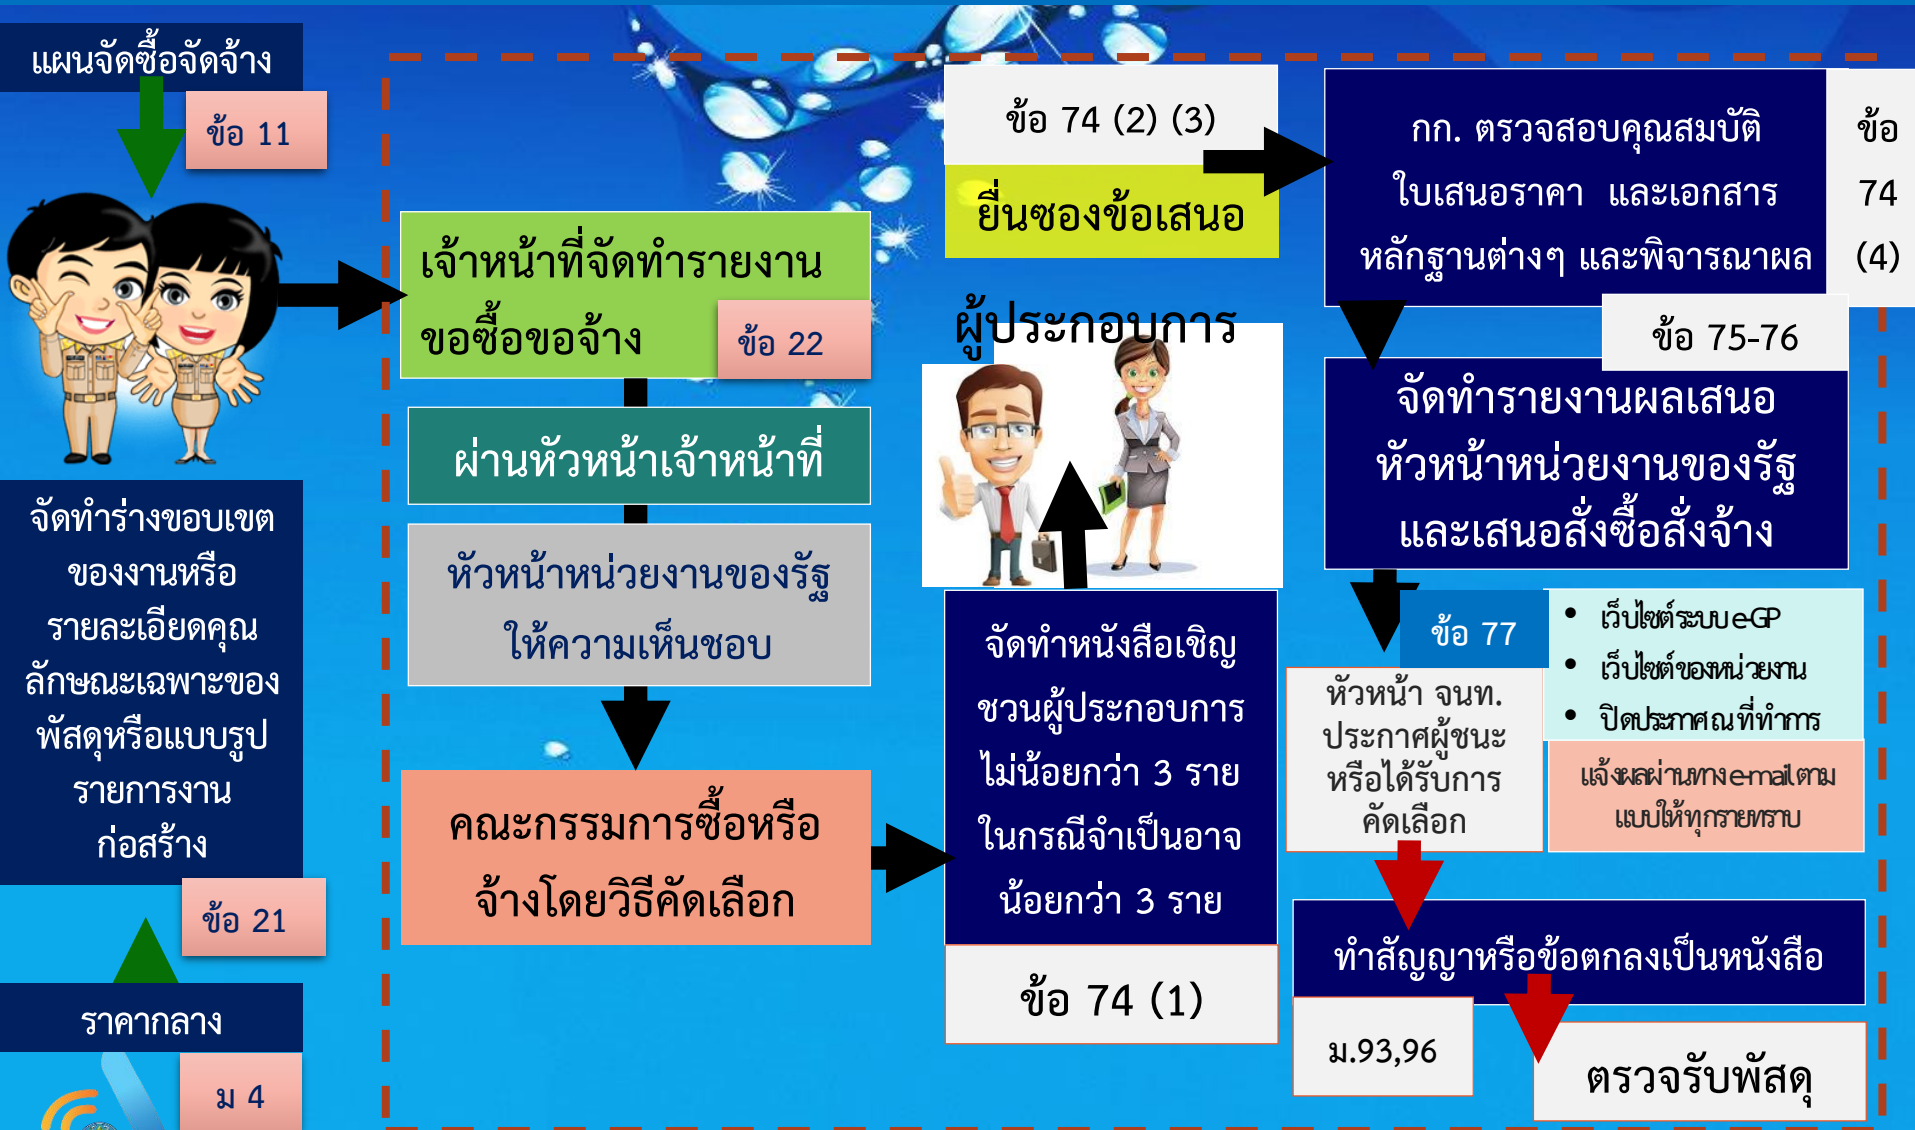 แผนจัดซื้อจัดจ้าง
ข้อ 11
จัดทำร่างขอบเขต
ของงานหรือ
รายละเอียดคุณ
ลักษณะเฉพาะของ
พัสดุหรือแบบรูป
รายการงาน
ก่อสร้าง
ข้อ 21
ราคากลาง
ม 4
เจ้าหน้าที่จัดทำรายงาน
ขอซื้อขอจ้าง
ข้อ 22
ผ่านหัวหน้าเจ้าหน้าที่
หัวหน้าหน่วยงานของรัฐ
ให้ความเห็นชอบ
คณะกรรมการซื้อหรือ
จ้างโดยวิธีคัดเลือก
จัดทำหนังสือเชิญ
ชวนผู้ประกอบการ
ไม่น้อยกว่า 3 ราย
ในกรณีจำเป็นอาจ
น้อยกว่า 3 ราย
ข้อ 74 (1)
ผู้ประกอบการ
ข้อ 74 (2) (3)
ยื่นซองข้อเสนอ
กก. ตรวจสอบคุณสมบัติ
ใบเสนอราคา และเอกสาร
หลักฐานต่างๆ และพิจารณาผล
ข้อ
74
(4)
ข้อ 75-76
จัดทำรายงานผลเสนอ
หัวหน้าหน่วยงานของรัฐ
และเสนอสั่งซื้อสั่งจ้าง
ข้อ 77
หัวหน้า จนท.
ประกาศผู้ชนะ
หรือได้รับการ
คัดเลือก
• เว็บไซต์ระบบ e-GP
• เว็บไซต์ของหน่วยงาน
• ปิดประกาศ ณ ที่ทำการ
แจ้งผลผ่านทาง e-mail ตาม
แบบให้ทุกรายทราบ
ทำสัญญาหรือข้อตกลงเป็นหนังสือ
ม.93,96
ตรวจรับพัสดุ